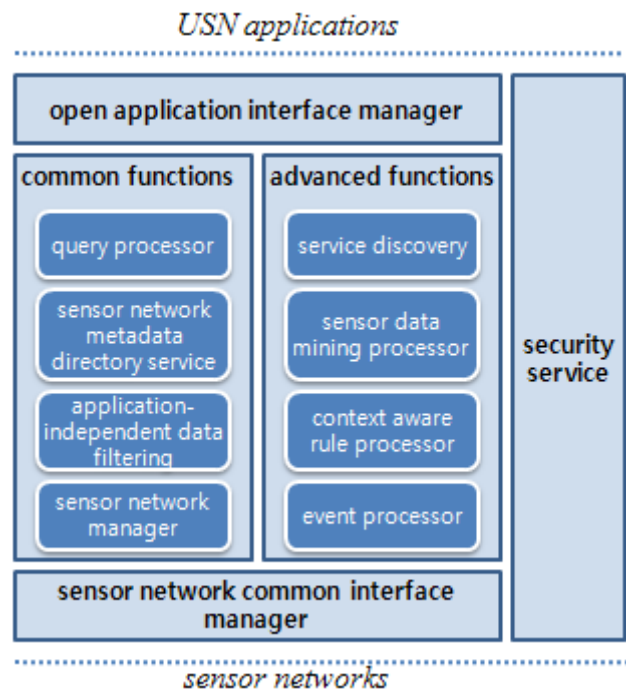 USN applications
open application interface manager
common functions
query processor
sensor network
metadata
directory service
application-
independent data
filtering
sensor network
manager
advanced functions
service discovery
sensor data
mining processor
context aware
rule processor
event processor
security
service
sensor network common interface
manager
sensor networks